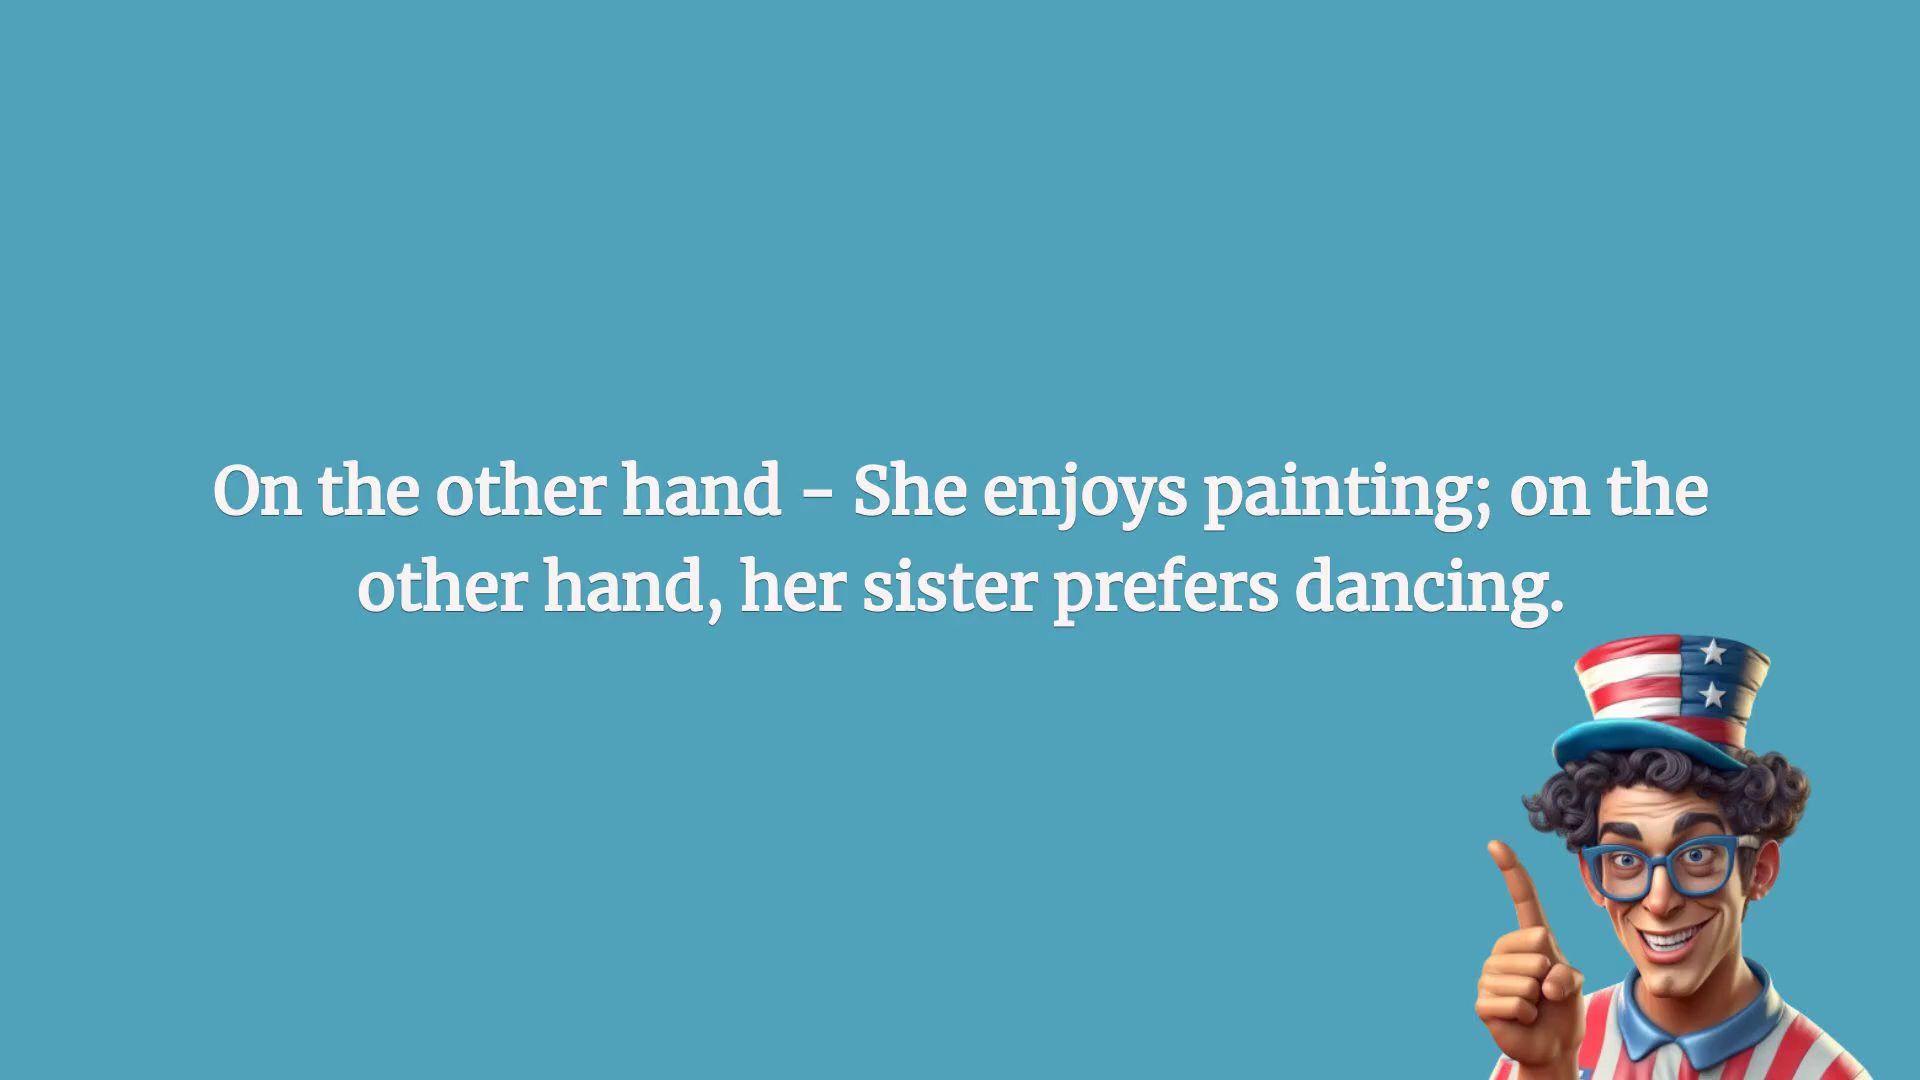 On the other hand - She enjoys painting; on the
other hand, her sister prefers dancing.